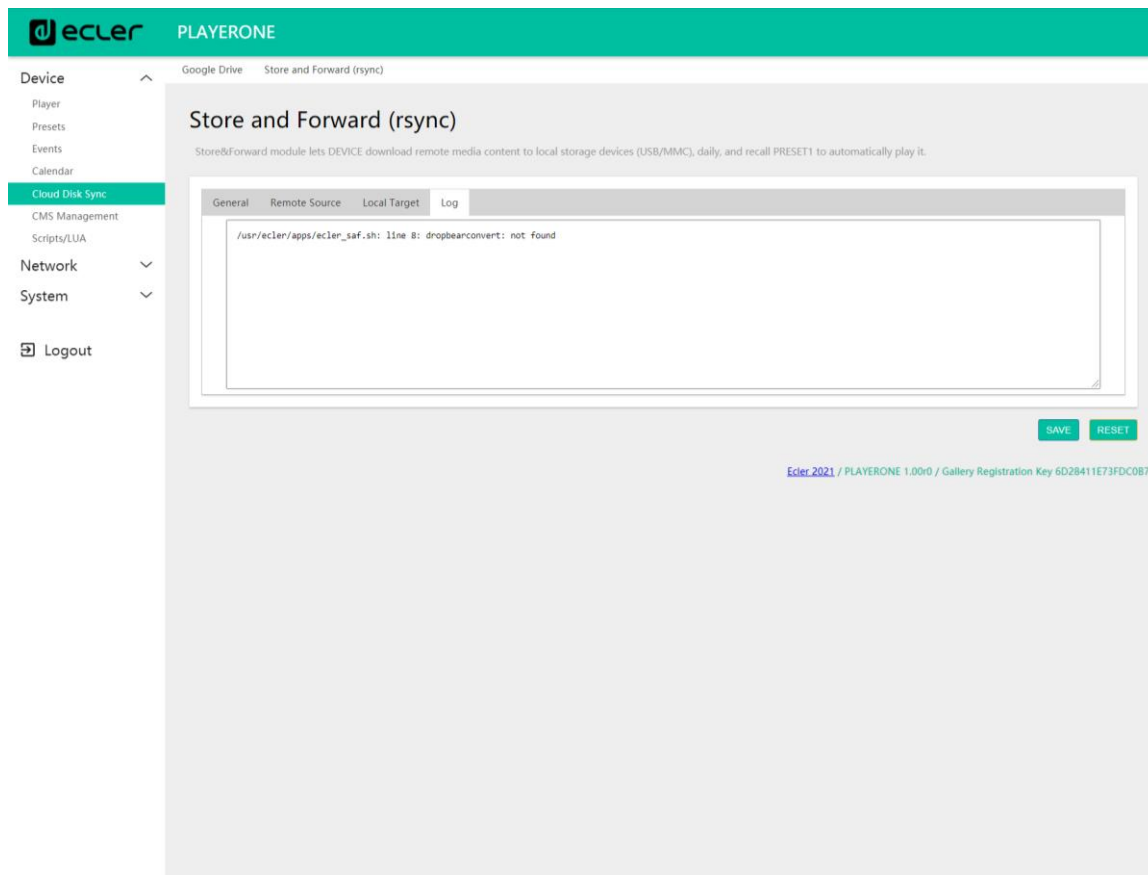 ecler
PLAYERONE
Device
Player
Presets
Events
Calendar
Cloud Disk Sync
CMS Management
Scripts/LUA
Network
System
Logout
Google Drive Store and Forward (rsync)
Store and Forward (rsync)
Store&Forward module lets DEVICE download remote media content to local storage devices (USB/MMC), daily, and recall PRESET1 to automatically play it.
General Remote Source Local Target Log
/usr/ecler/apps/ecler_saf.sh: line 8: dropbearconvert: not found
SAVE RESET
Ecler 2021 / PLAYERONE 1.00r0 / Gallery Registration Key 6D28411E73FDC0B7